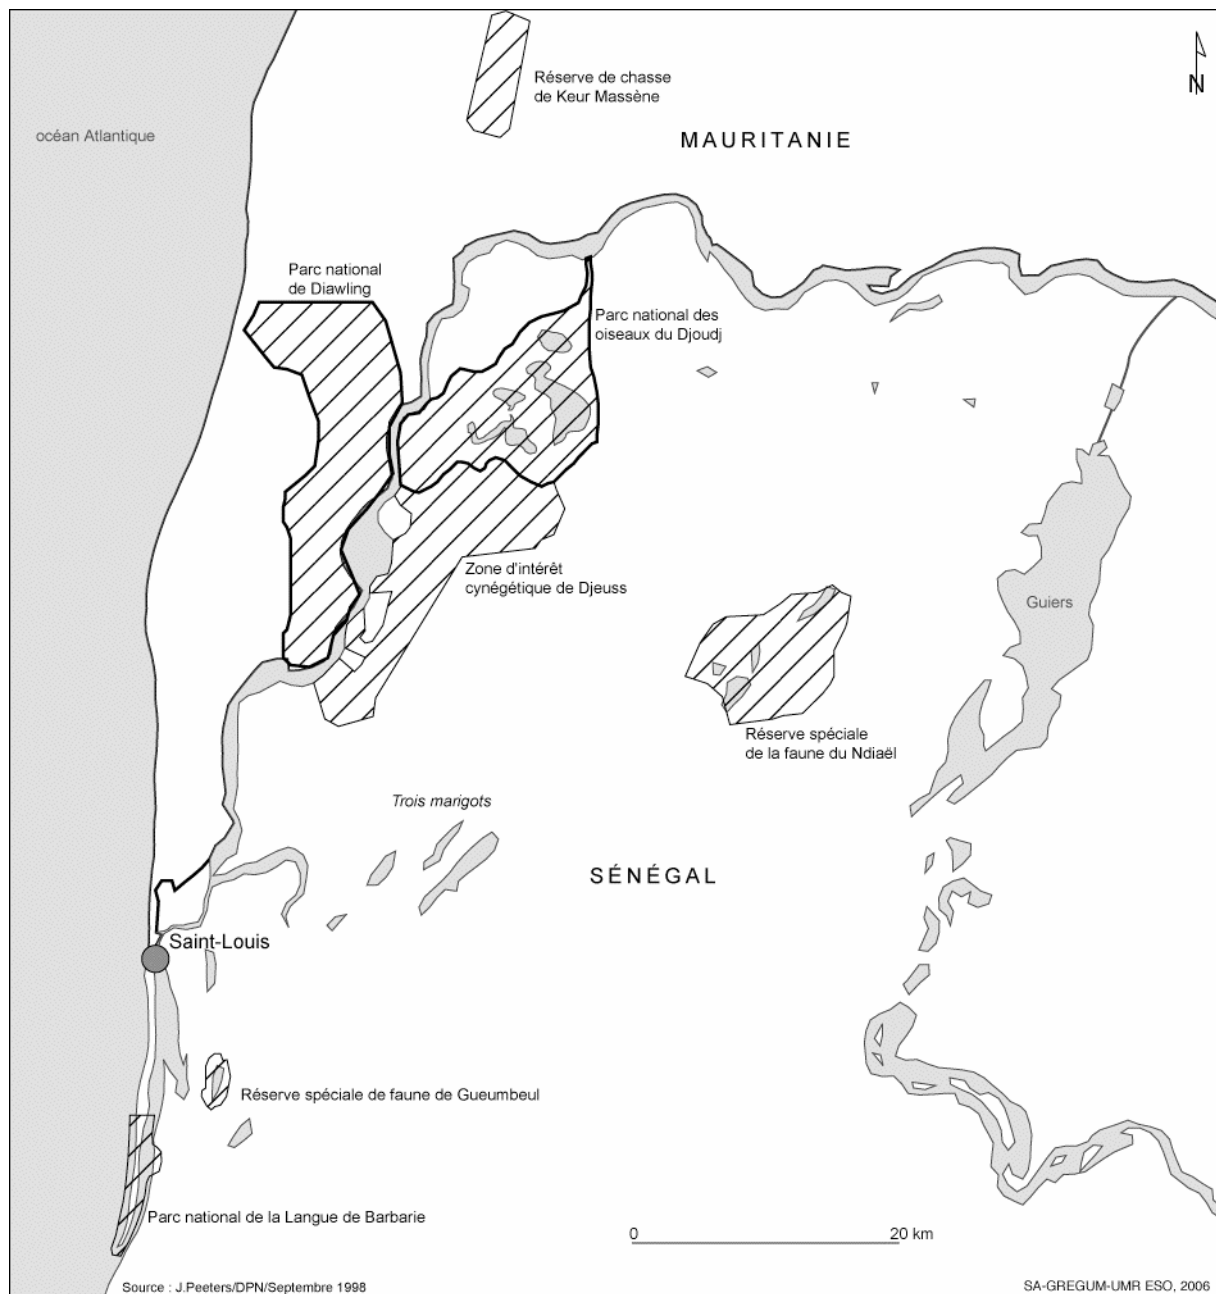 Réserve de chasse
de Keur Massène
N
océan Atlantique
MAURITANIE
Parc national
de Diawling
Parc national des
oiseaux du Djoudj
Zone d'intérêt
cynégétique de Djeuss
Guiers
Réserve spéciale
de la faune du Ndiaël
Trois marigots
SÉNÉGAL
Saint-Louis
Réserve spéciale de faune de Gueumbeul
Parc national de la Langue de Barbarie
0 20 km
Source : J.Peeters/DPN/Septembre 1998
SA-GREGUM-UMR ESO, 2006